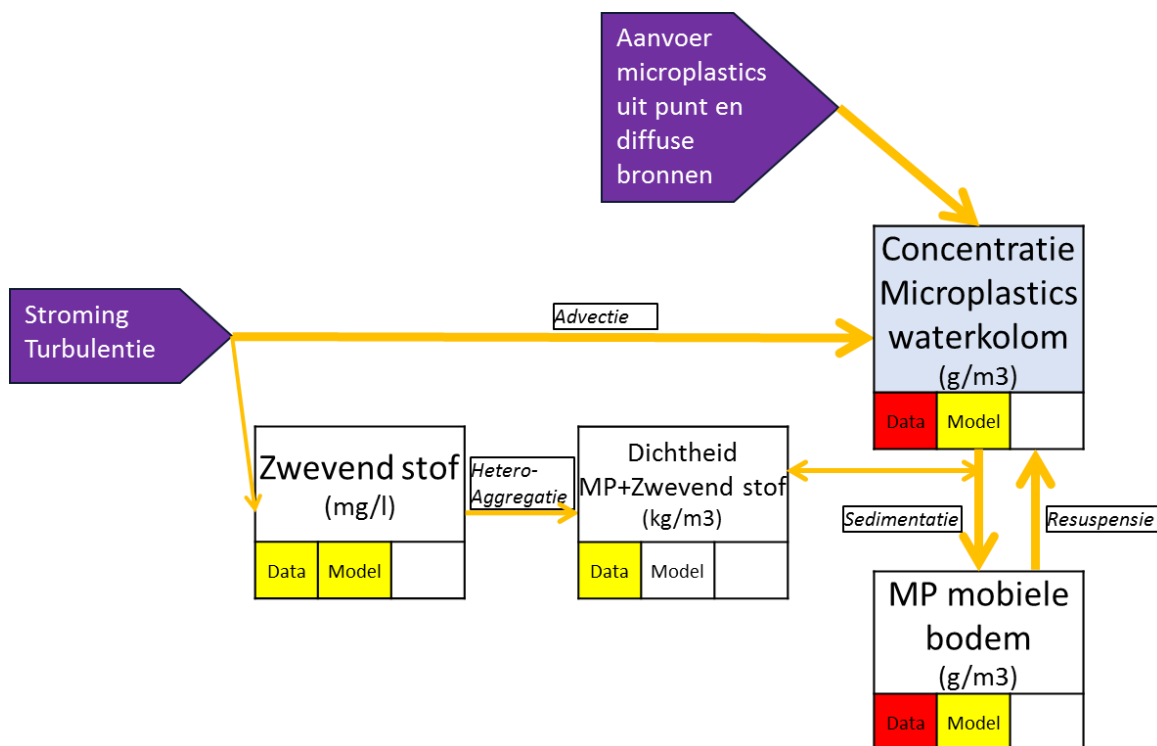 Aanvoer
microplastics
uit punt en
diffuse
bronnen
Concentratie
Microplastics
waterkolom
(g/m3)
Data Model
Stroming
Turbulentie
Advectie
Zwevend stof
(mg/l)
Data Model
Hetero-
Aggregatie
Dichtheid
MP+Zwevend stof
(kg/m3)
Data Model
Sedimentatie
Resuspensie
MP mobiele
bodem
(g/m3)
Data Model